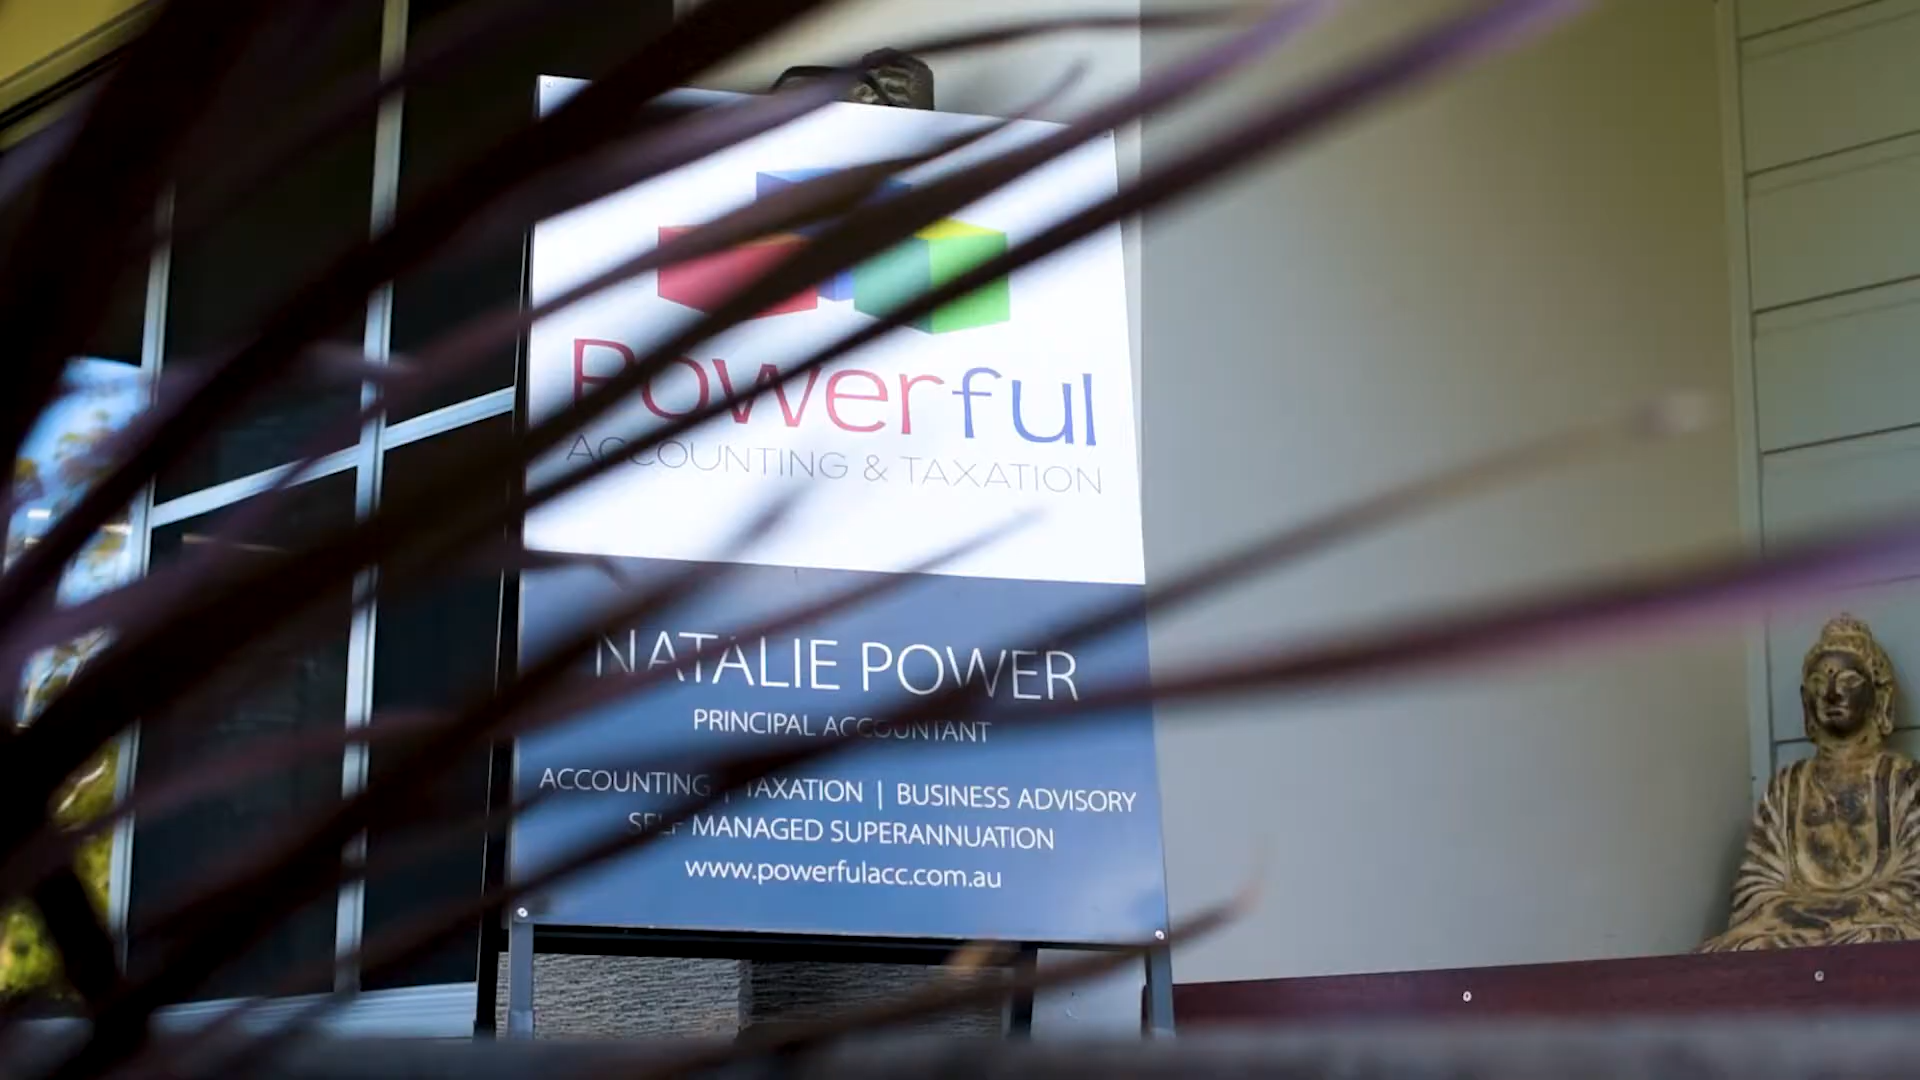 Powerful
ACCOUNTING & TAXATION
NATALIE POWER
PRINCIPAL ACCOUNTANT
ACCOUNTING | TAXATION | BUSINESS ADVISORY
SELF MANAGED SUPERANNUATION
www.powerfulacc.com.au